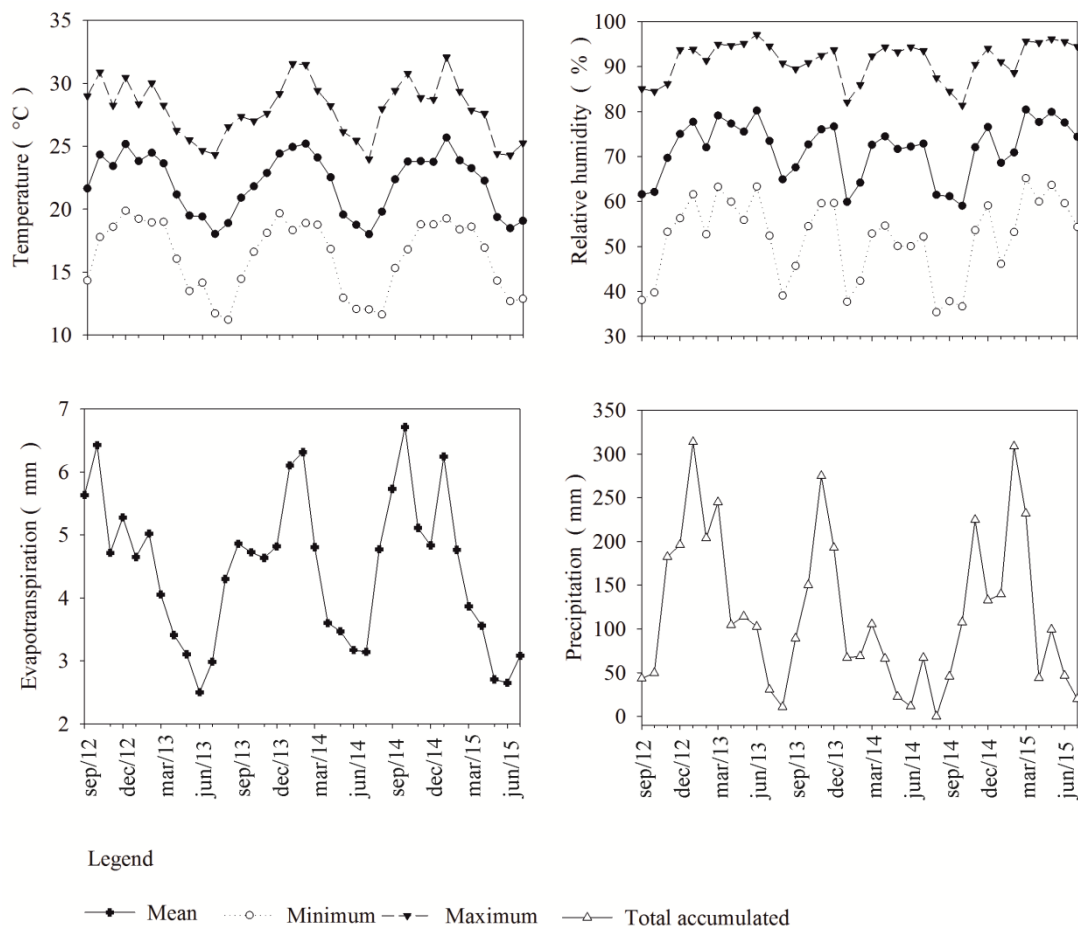 Temperature ( °C )
35
30
25
20
15
10
Relative humidity ( % )
100
90
80
70
60
50
40
30
Evapotranspiration ( mm )
7
6
5
4
3
2
sep/12
dec/12
mar/13
jun/13
sep/13
dec/13
mar/14
jun/14
sep/14
dec/14
mar/15
jun/15
Precipitation ( mm )
350
300
250
200
150
100
50
0
sep/12
dec/12
mar/13
jun/13
sep/13
dec/13
mar/14
jun/14
sep/14
dec/14
mar/15
jun/15
Legend
Mean Minimum Maximum Total accumulated